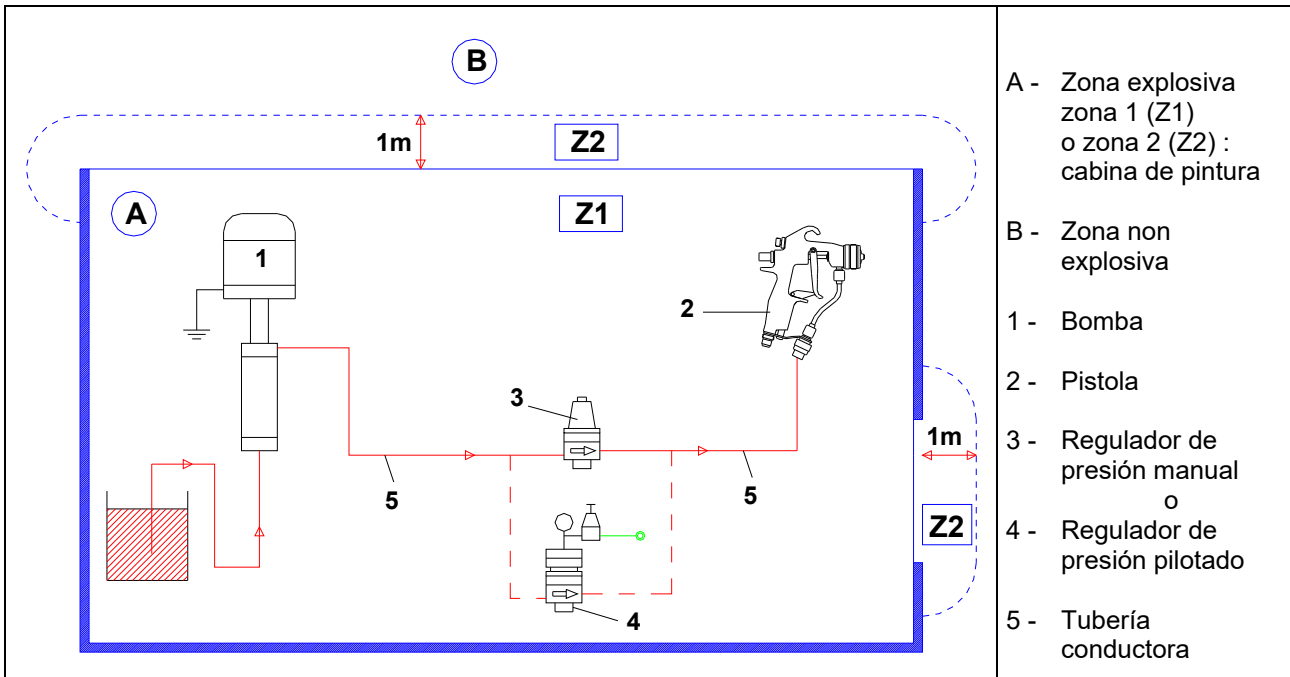 B
1m
Z2
A
Z1
1
2
3
5
5
4
1m
Z2
A - Zona explosiva
zona 1 (Z1)
o zona 2 (Z2) :
cabina de pintura
B - Zona non
explosiva
1 - Bomba
2 - Pistola
3 - Regulador de
presión manual
o
4 - Regulador de
presión pilotado
5 - Tubería
conductora